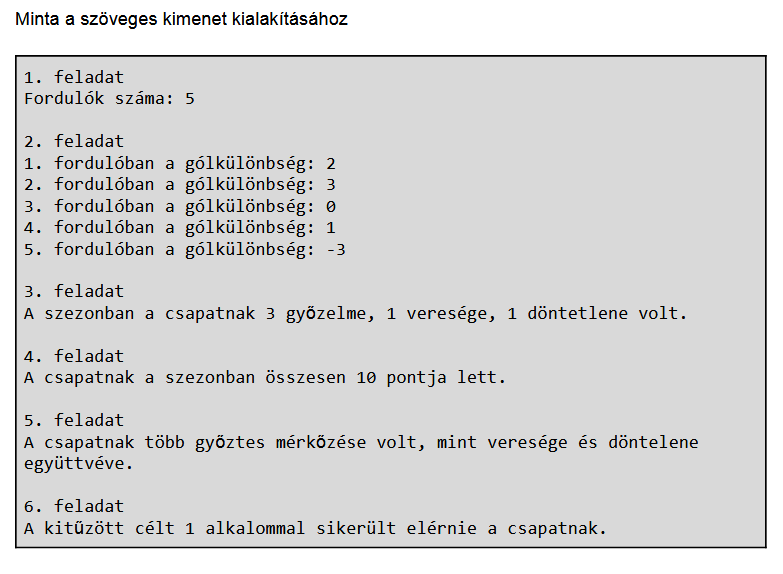 Minta a szöveges kimenet kialakításához
1. feladat
Fordulók száma: 5
2. feladat
1. fordulóban a gólkülönbség: 2
2. fordulóban a gólkülönbség: 3
3. fordulóban a gólkülönbség: 0
4. fordulóban a gólkülönbség: 1
5. fordulóban a gólkülönbség: -3
3. feladat
A szezonban a csapatnak 3 győzelme, 1 veresége, 1 döntetlene volt.
4. feladat
A csapatnak a szezonban összesen 10 pontja lett.
5. feladat
A csapatnak több győztes mérkőzése volt, mint veresége és döntelene
együttvéve.
6. feladat
A kitűzött célt 1 alkalommal sikerült elérnie a csapatnak.